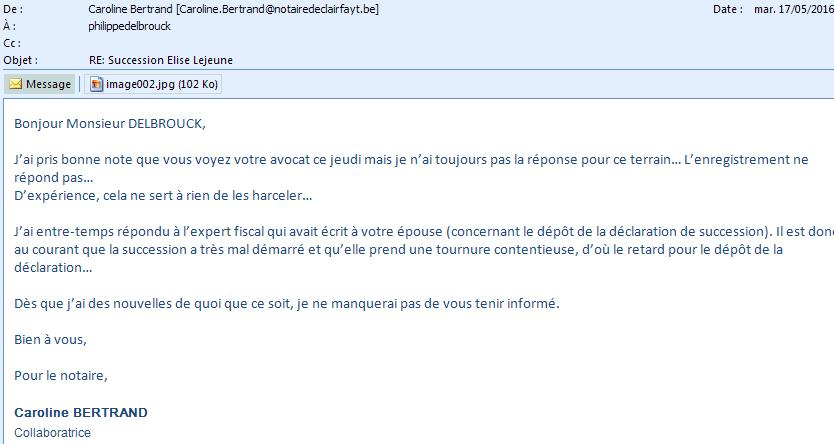 De : Caroline Bertrand [Caroline.Bertrand@notairedeclairfayt.be] Date : mar. 17/05/2016
À : philippedelbrouck
Cc :
Objet : RE: Succession Elise Lejeune
Message image002.jpg (102 Ko)
Bonjour Monsieur DELBROUCK,
J’ai pris bonne note que vous voyez votre avocat ce jeudi mais je n’ai toujours pas la réponse pour ce terrain… L’enregistrement ne
répond pas…
D’expérience, cela ne sert à rien de les harceler…
J’ai entre-temps répondu à l’expert fiscal qui avait écrit à votre épouse (concernant le dépôt de la déclaration de succession). Il est donc
au courant que la succession a très mal démarré et qu’elle prend une tournure contentieuse, d’où le retard pour le dépôt de la
déclaration…
Dès que j’ai des nouvelles de quoi que ce soit, je ne manquerai pas de vous tenir informé.
Bien à vous,
Pour le notaire,
Caroline BERTRAND
Collaboratrice